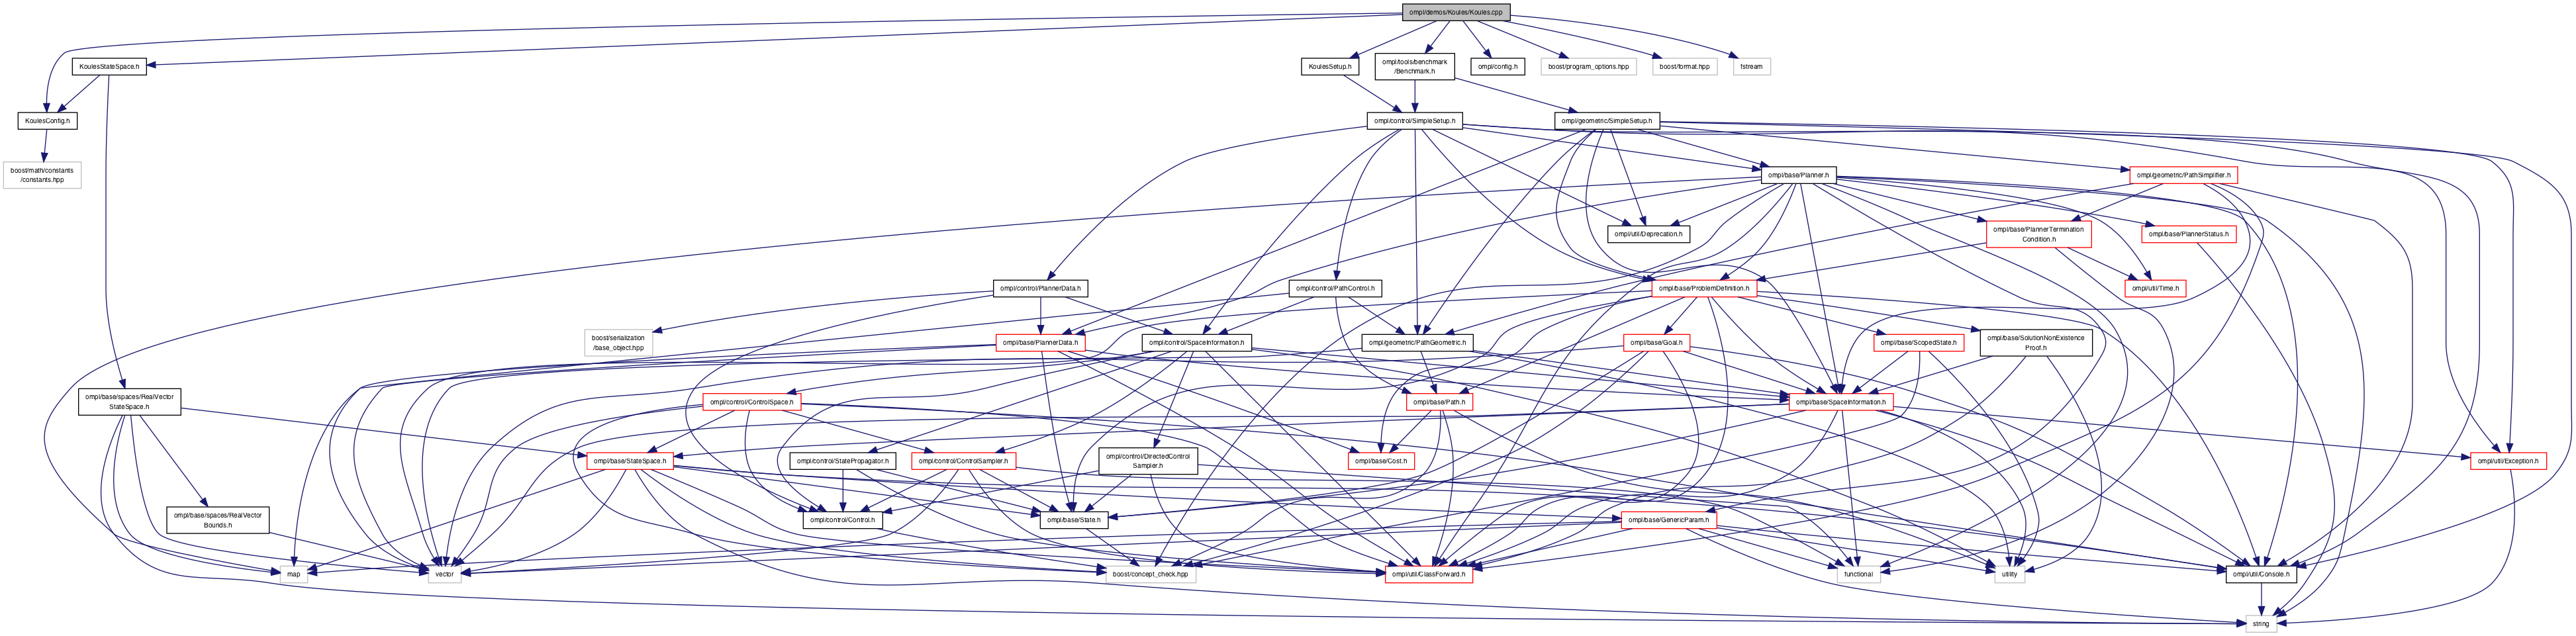 ompl/demos/Koules/Koules.cpp
KoulesStateSpace.h
KoulesSetup.h
ompl/tools/benchmark
/Benchmark.h
ompl/config.h
boost/program_options.hpp
boost/format.hpp
fstream
KoulesConfig.h
ompl/control/SimpleSetup.h
ompl/geometric/SimpleSetup.h
boost/math/constants
/constants.hpp
ompl/base/Planner.h
ompl/geometric/PathSimplifier.h
ompl/util/Deprecation.h
ompl/base/PlannerTermination
Condition.h
ompl/base/PlannerStatus.h
ompl/control/PlannerData.h
ompl/control/PathControl.h
ompl/base/ProblemDefinition.h
ompl/util/Time.h
boost/serialization
/base_object.hpp
ompl/base/PlannerData.h
ompl/control/SpaceInformation.h
ompl/geometric/PathGeometric.h
ompl/base/Goal.h
ompl/base/ScopedState.h
ompl/base/SolutionNonExistence
Proof.h
ompl/base/spaces/RealVector
StateSpace.h
ompl/control/ControlSpace.h
ompl/base/Path.h
ompl/base/SpaceInformation.h
ompl/base/StateSpace.h
ompl/control/StatePropagator.h
ompl/control/ControlSampler.h
ompl/control/DirectedControl
Sampler.h
ompl/base/Cost.h
ompl/util/Exception.h
ompl/base/spaces/RealVector
Bounds.h
ompl/control/Control.h
ompl/base/State.h
ompl/base/GenericParam.h
map
vector
boost/concept_check.hpp
ompl/util/ClassForward.h
functional
utility
ompl/util/Console.h
string